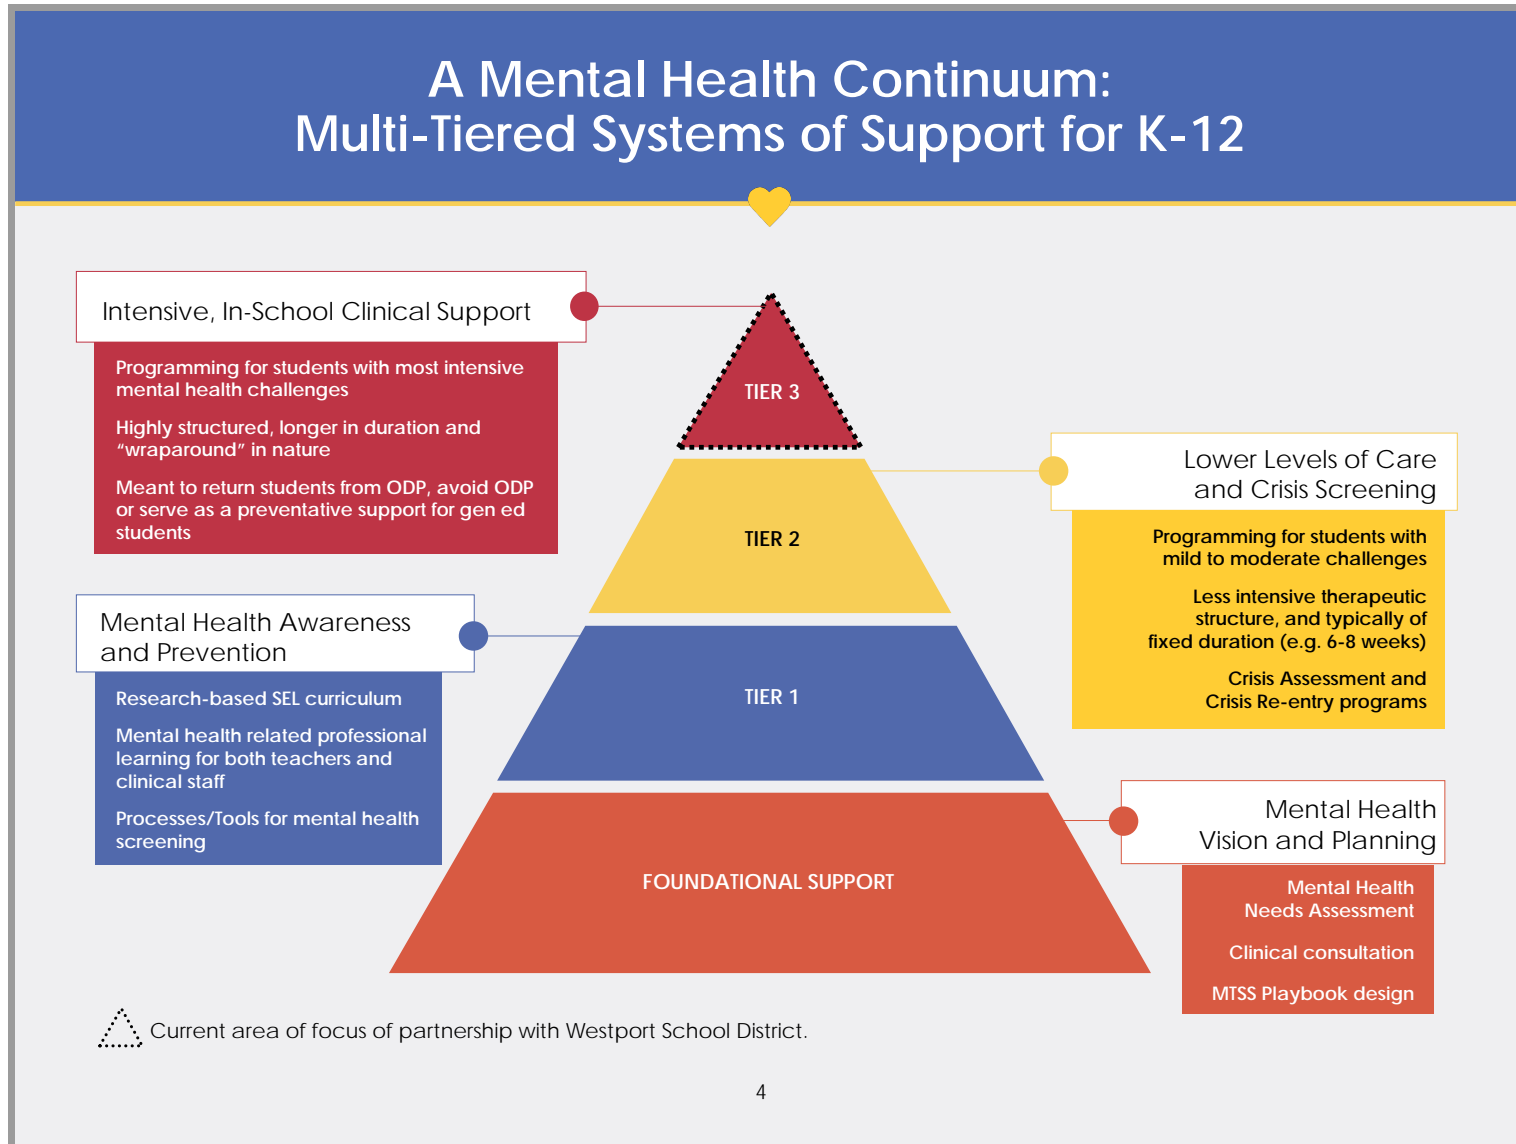 A Mental Health Continuum:
Multi-Tiered Systems of Support for K-12
Intensive, In-School Clinical Support
Programming for students with most intensive
mental health challenges
Highly structured, longer in duration and
“wraparound” in nature
Meant to return students from ODP, avoid ODP
or serve as a preventative support for gen ed
students
TIER 3
Lower Levels of Care
and Crisis Screening
Programming for students with
mild to moderate challenges
Less intensive therapeutic
structure, and typically of
fixed duration (e.g. 6-8 weeks)
Crisis Assessment and
Crisis Re-entry programs
TIER 2
Mental Health Awareness
and Prevention
Research-based SEL curriculum
Mental health related professional
learning for both teachers and
clinical staff
Processes/Tools for mental health
screening
TIER 1
Mental Health
Vision and Planning
Mental Health
Needs Assessment
Clinical consultation
MTSS Playbook design
FOUNDATIONAL SUPPORT
Current area of focus of partnership with Westport School District.
4